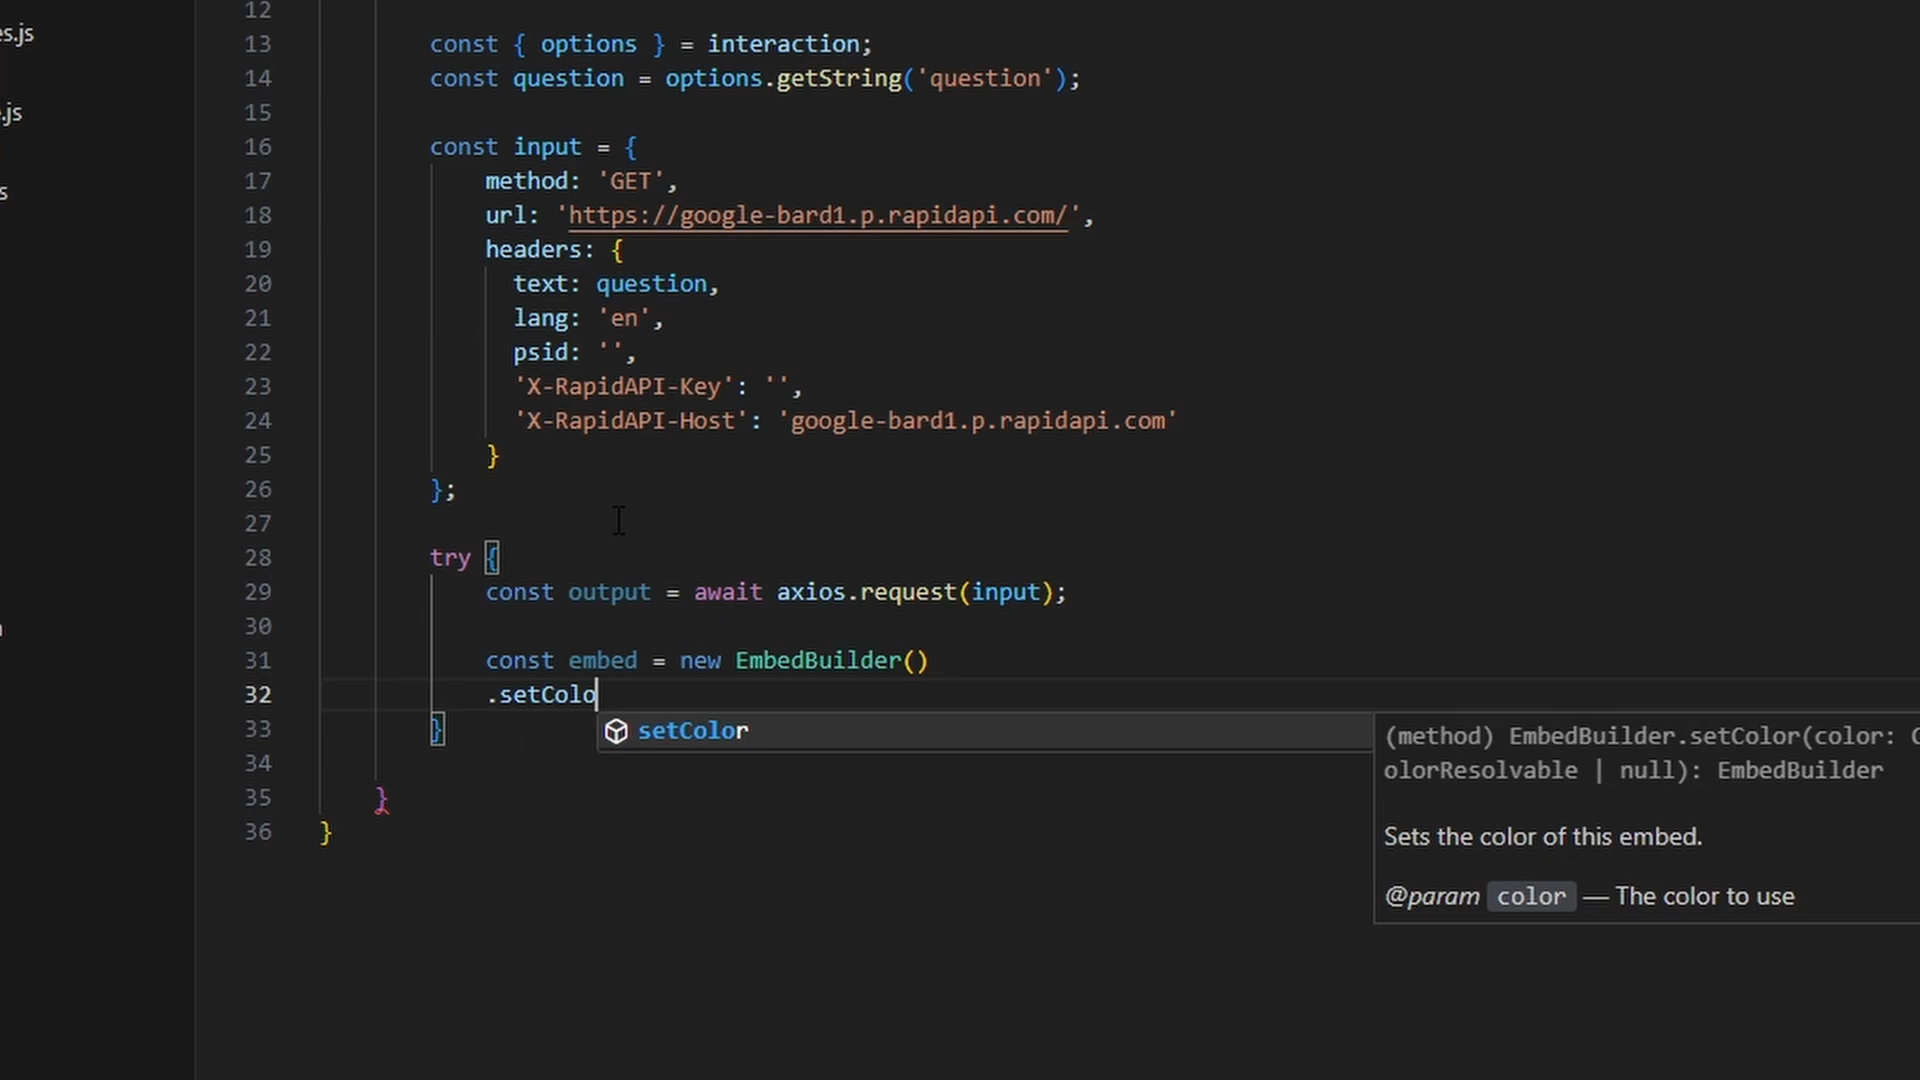 es.js
.js
s
12
13 const { options } = interaction;
14 const question = options.getString('question');
15
16 const input = {
17 method: 'GET',
18 url: 'https://google-bard1.p.rapidapi.com/',
19 headers: {
20 text: question,
21 lang: 'en',
22 psid: '',
23 'X-RapidAPI-Key': '',
24 'X-RapidAPI-Host': 'google-bard1.p.rapidapi.com'
25 }
26 };
27
28 try {
29 const output = await axios.request(input);
30
31 const embed = new EmbedBuilder()
32 .setColo
33 }
34
35 }
36 }
setColor
(method) EmbedBuilder.setColor(color: C
olorResolvable | null): EmbedBuilder
Sets the color of this embed.
@param color — The color to use